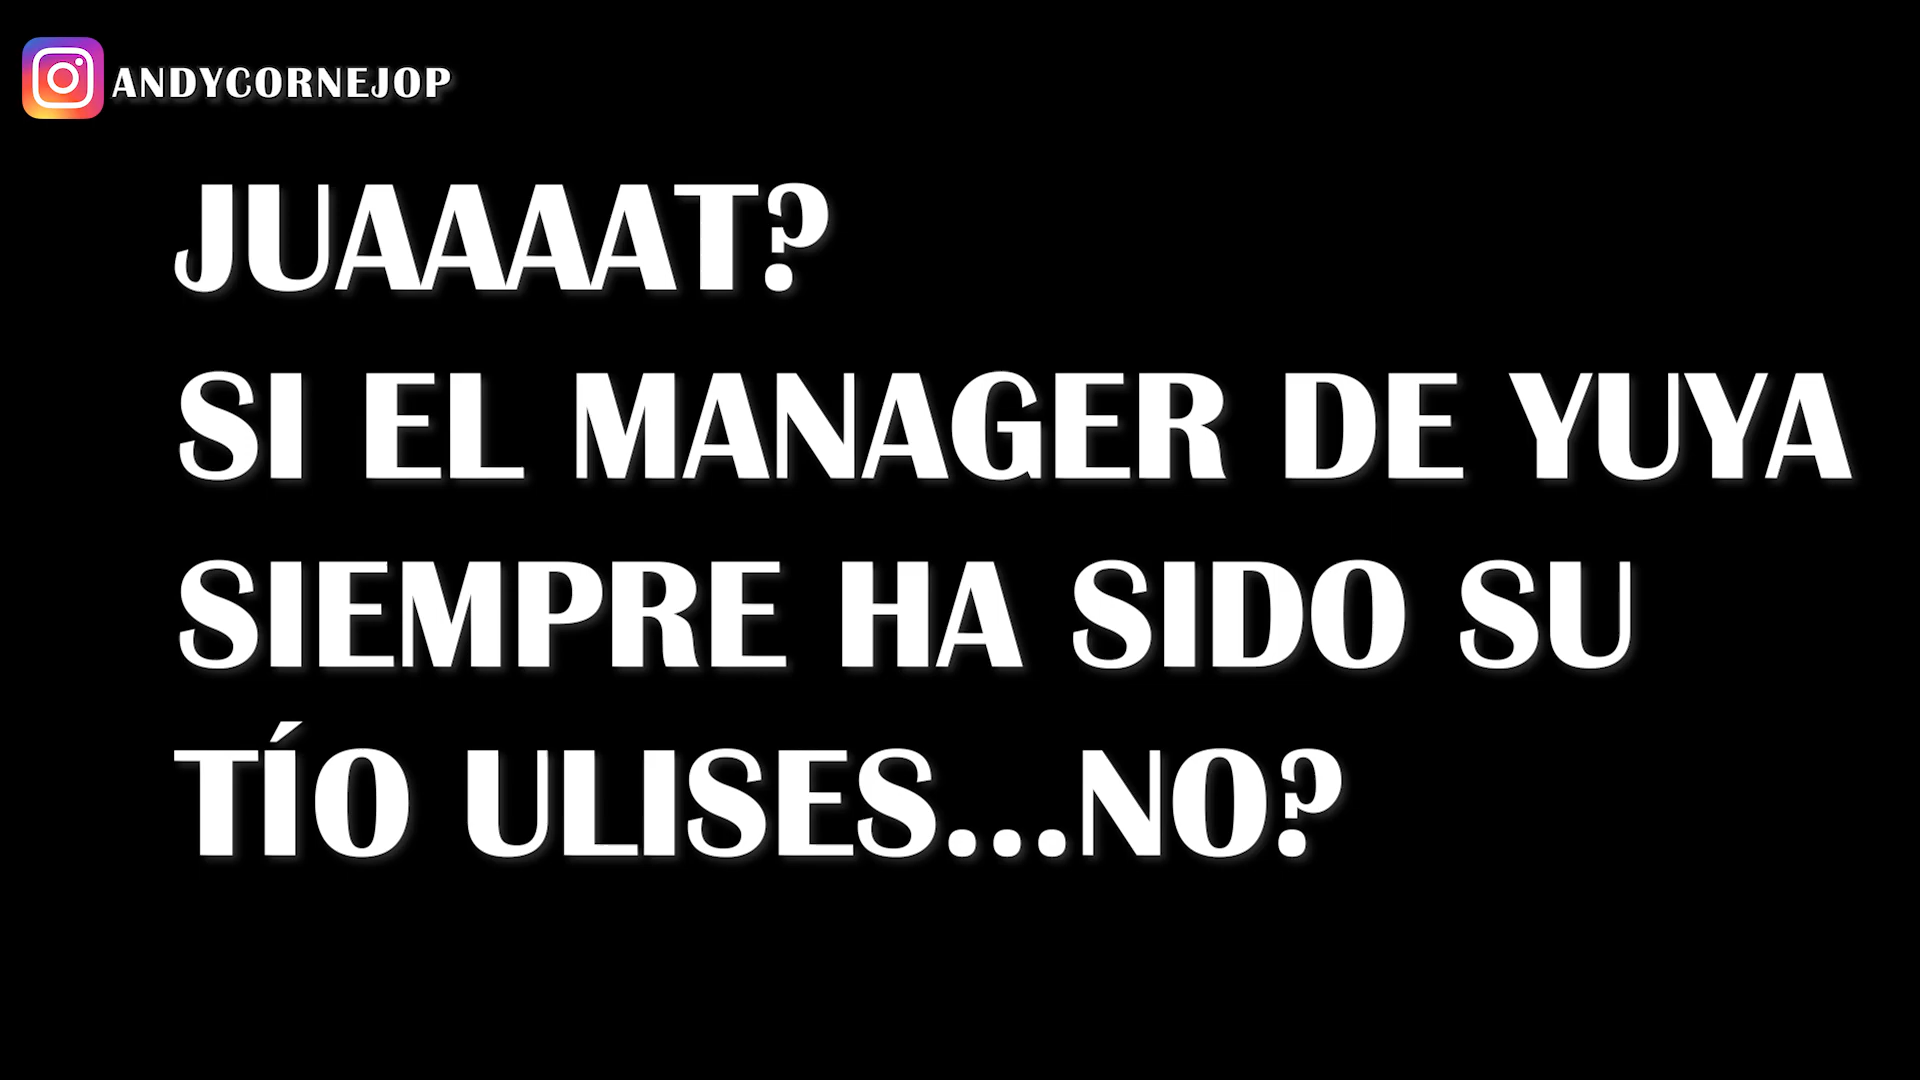 ANDYCORNEJOP
JUAAAAT?
SI EL MANAGER DE YUYA
SIEMPRE HA SIDO SU
TÍO ULISES...NO?